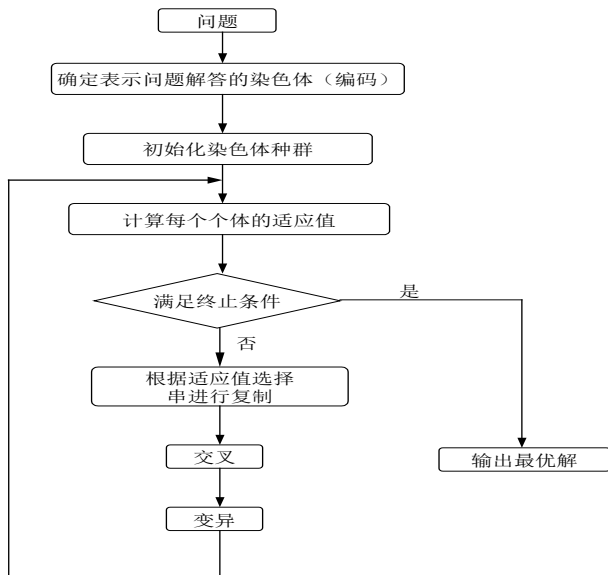 问题
确定表示问题解答的染色体（编码）
初始化染色体种群
计算每个个体的适应值
满足终止条件
是
否
根据适应值选择
串进行复制
交叉
输出最优解
变异